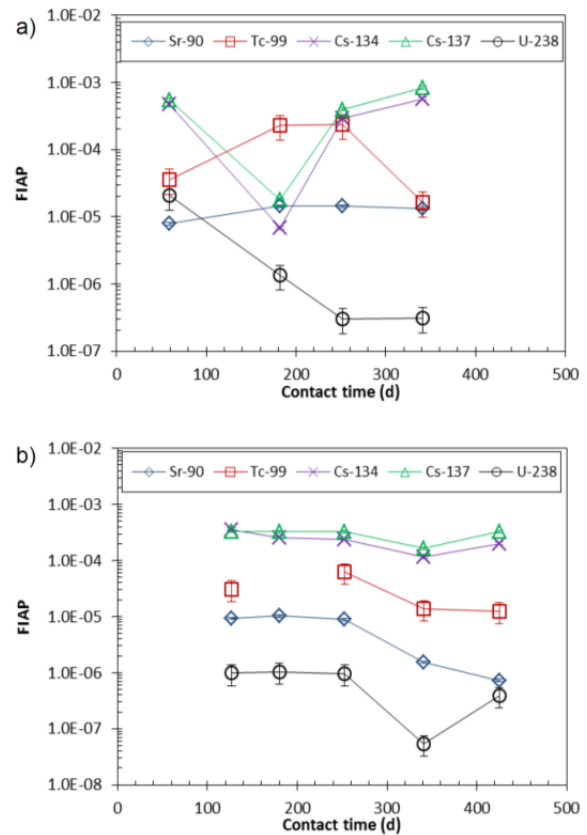 a)
Sr-90 Tc-99 Cs-134 Cs-137 U-238
1.0E-02
1.0E-03
1.0E-04
1.0E-05
1.0E-06
1.0E-07
FIAP
0 100 200 300 400 500
Contact time (d)
b)
Sr-90 Tc-99 Cs-134 Cs-137 U-238
1.0E-02
1.0E-03
1.0E-04
1.0E-05
1.0E-06
1.0E-07
1.0E-08
FIAP
0 100 200 300 400 500
Contact time (d)